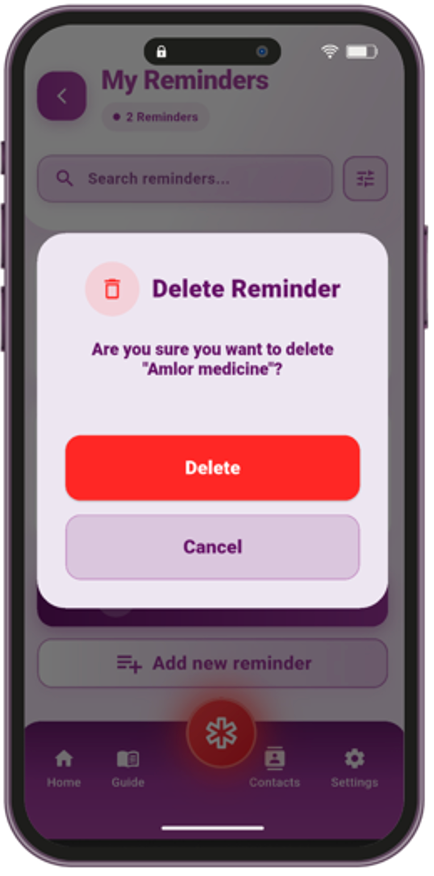 My Reminders
2 Reminders
Search reminders...
Delete Reminder
Are you sure you want to delete
"Amlor medicine"?
Delete
Cancel
Add new reminder
Home
Guide
Contacts
Settings